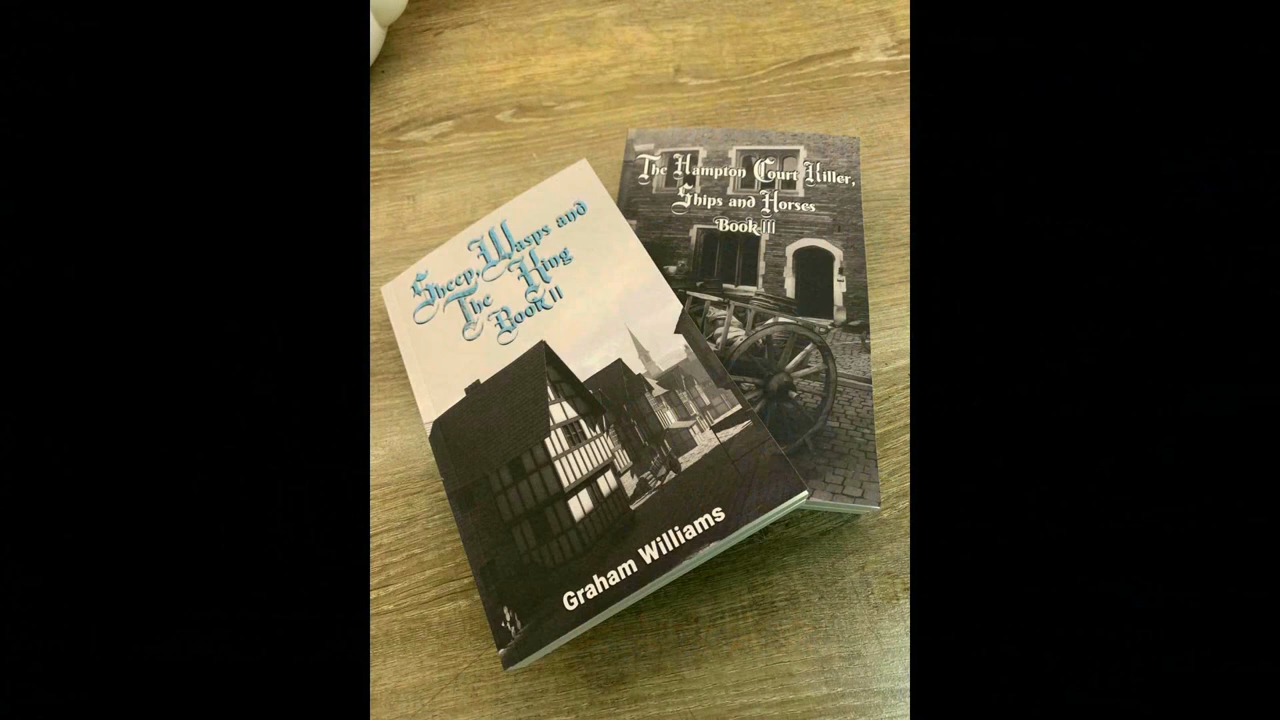 Sheep, Wasps and
The King
Book II
Graham Williams
The Hampton Court Killer,
Ships and Horses
Book III